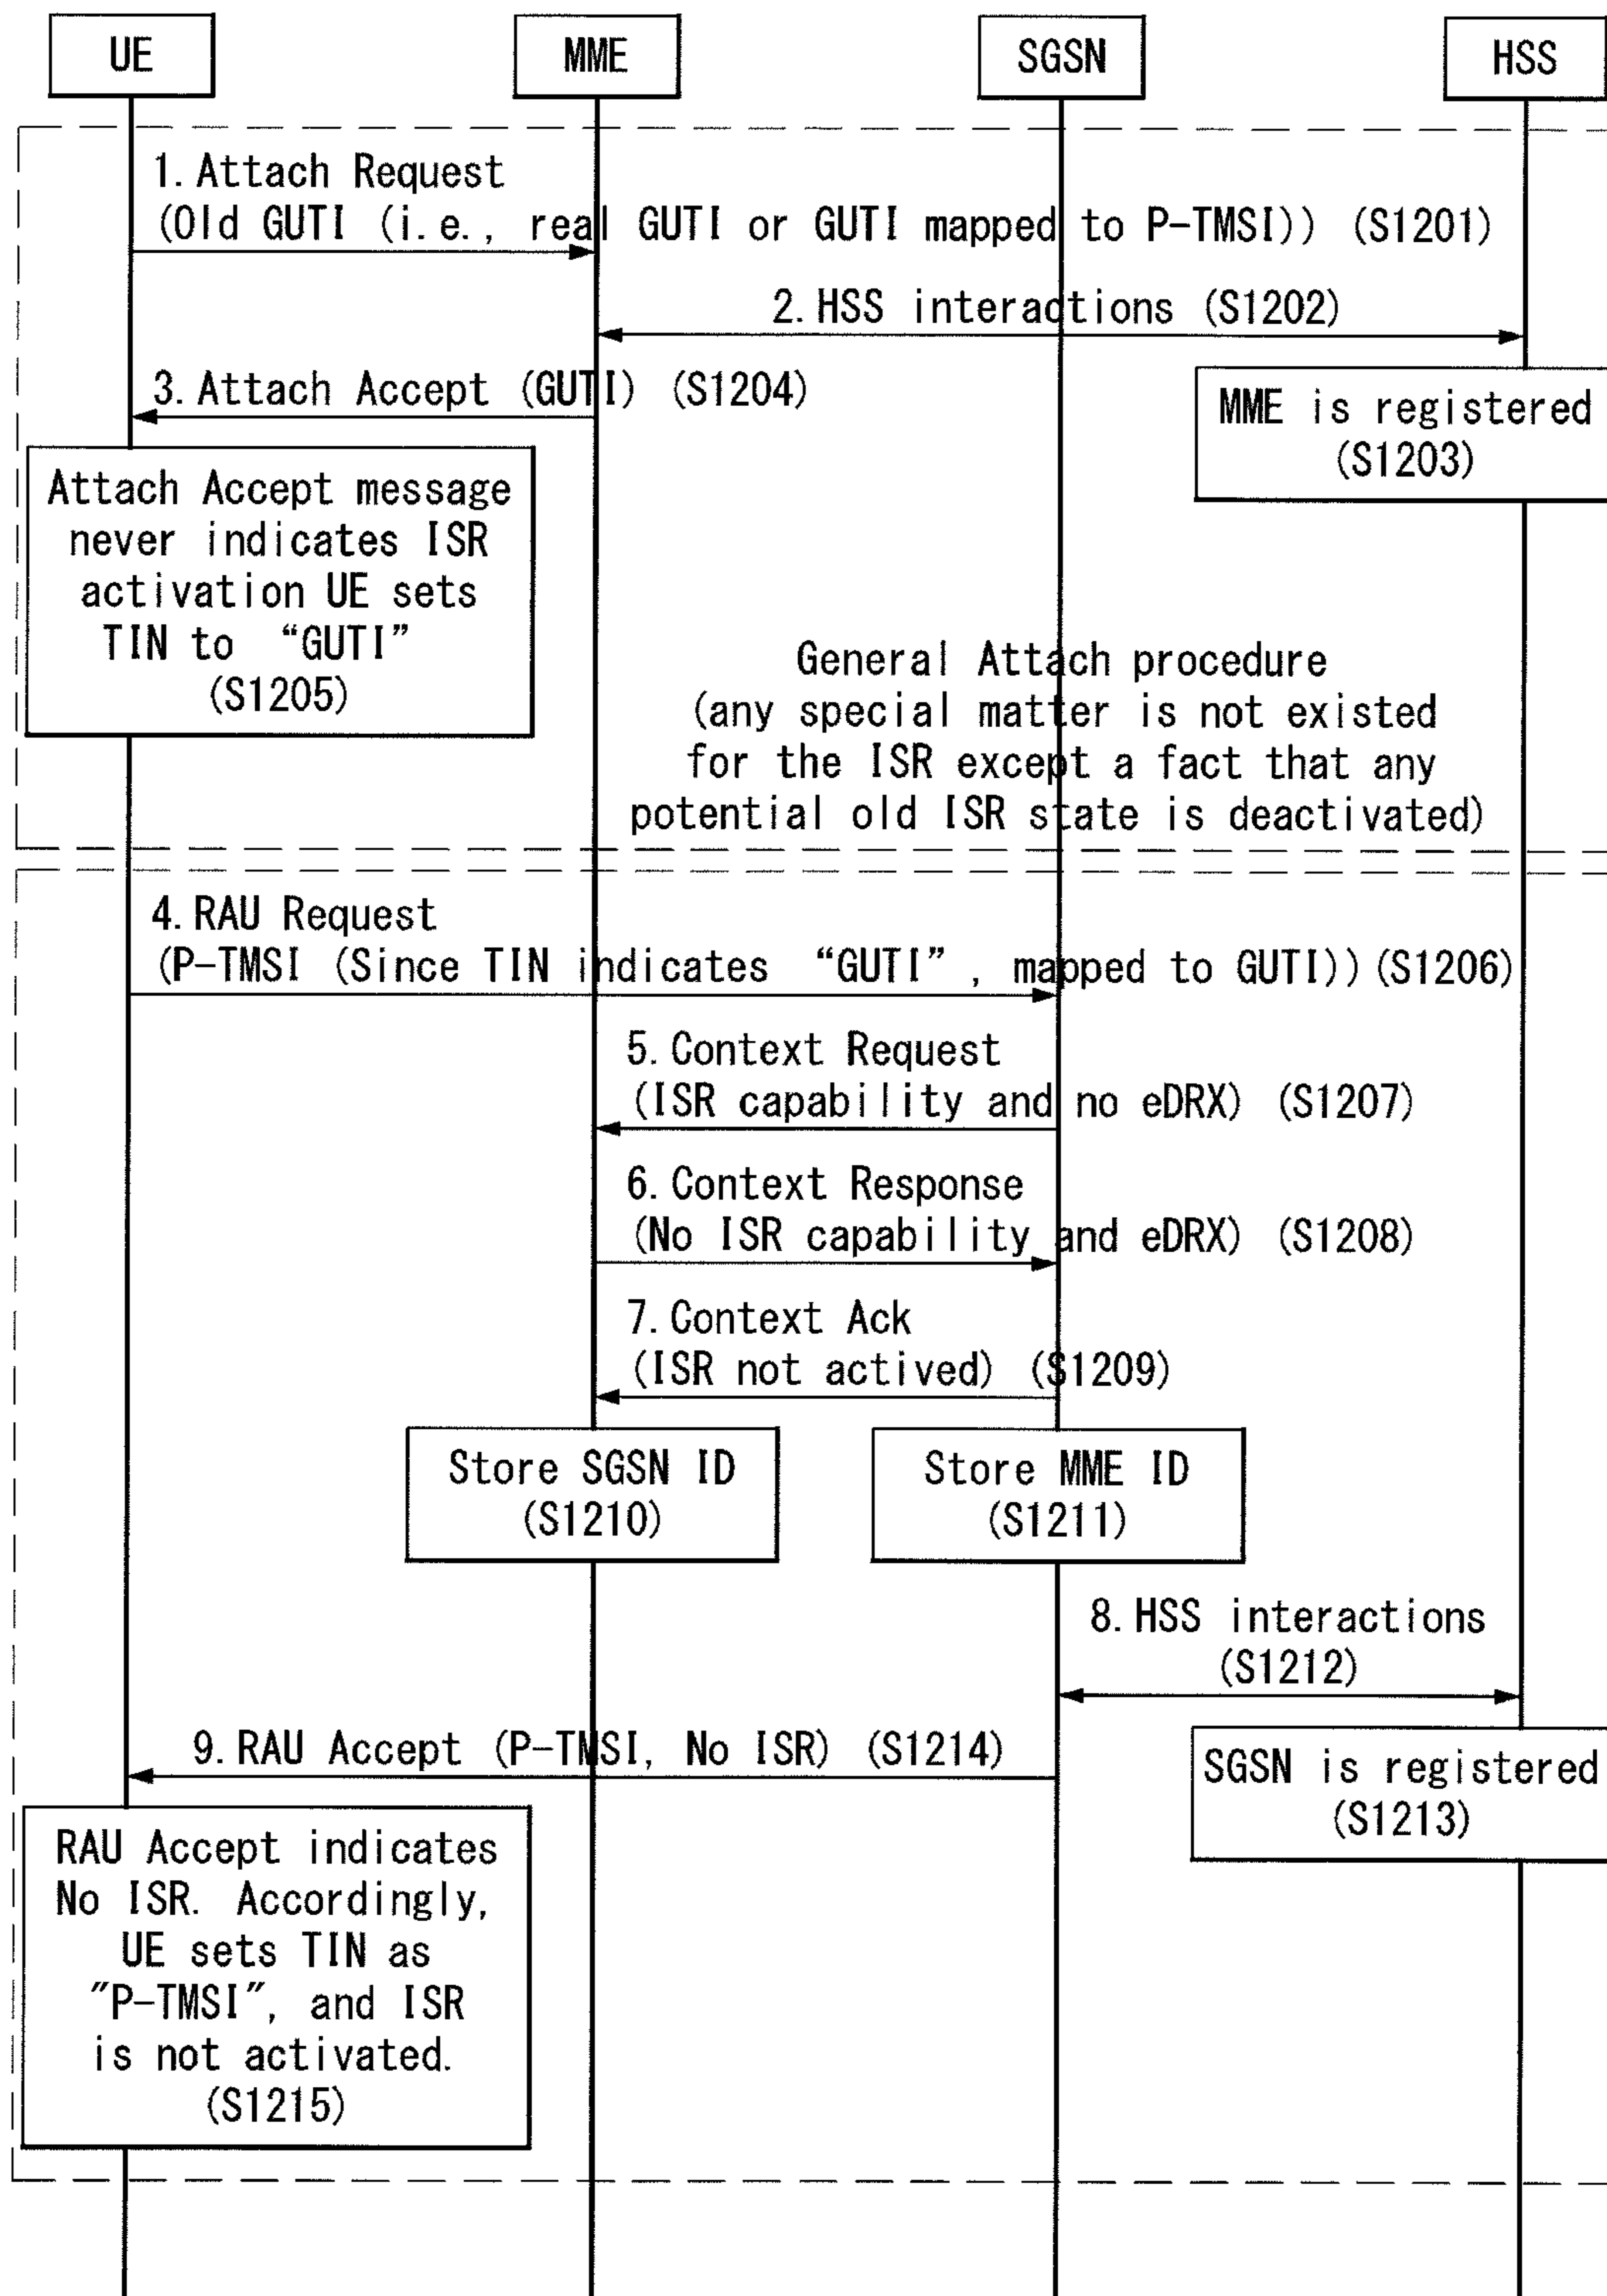 UE
MME
SGSN
HSS
1. Attach Request
(Old GUTI (i.e., real GUTI or GUTI mapped to P-TMSI)) (S1201)
2. HSS interactions (S1202)
3. Attach Accept (GUTI) (S1204)
MME is registered
(S1203)
Attach Accept message
never indicates ISR
activation UE sets
TIN to “GUTI”
(S1205)
General Attach procedure
(any special matter is not existed
for the ISR except a fact that any
potential old ISR state is deactivated)
4. RAU Request
(P-TMSI (Since TIN indicates “GUTI”, mapped to GUTI)) (S1206)
5. Context Request
(ISR capability and no eDRX) (S1207)
6. Context Response
(No ISR capability and eDRX) (S1208)
7. Context Ack
(ISR not actived) (S1209)
Store SGSN ID
(S1210)
Store MME ID
(S1211)
8. HSS interactions
(S1212)
9. RAU Accept (P-TMSI, No ISR) (S1214)
SGSN is registered
(S1213)
RAU Accept indicates
No ISR. Accordingly,
UE sets TIN as
"P-TMSI", and ISR
is not activated.
(S1215)